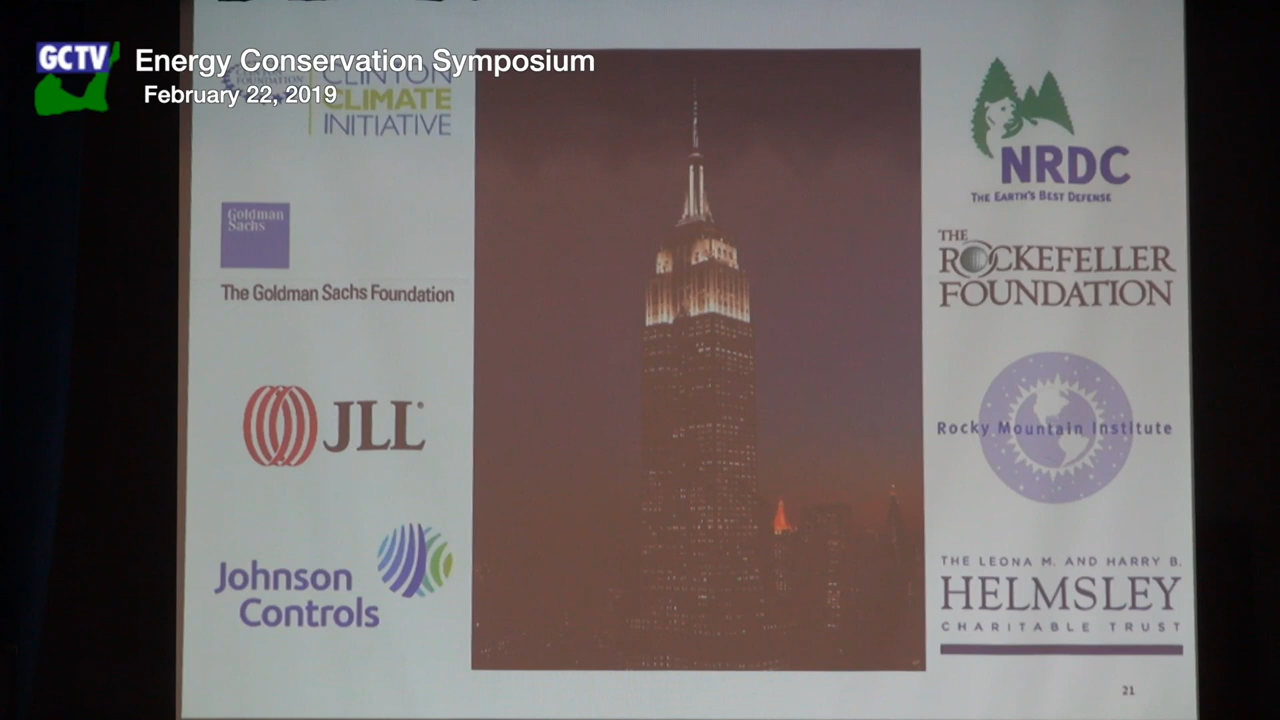 GCTV
Energy Conservation Symposium
February 22, 2019
FOUNDATION
CLINTON
CLIMATE
INITIATIVE
Goldman
Sachs
The Goldman Sachs Foundation
JLL
Johnson
Controls
NRDC
THE EARTH'S BEST DEFENSE
THE
ROCKEFELLER
FOUNDATION
Rocky Mountain Institute
THE LEONA M. AND HARRY B.
HELMSLEY
CHARITABLE TRUST
21